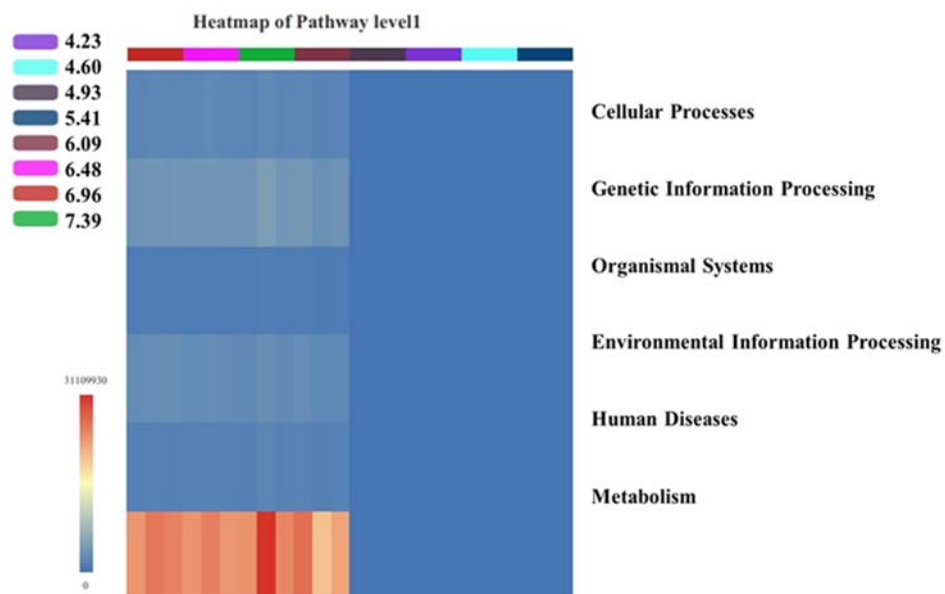 Heatmap of Pathway level1
4.23
4.60
4.93
5.41
6.09
6.48
6.96
7.39
31109930
0
Cellular Processes
Genetic Information Processing
Organismal Systems
Environmental Information Processing
Human Diseases
Metabolism